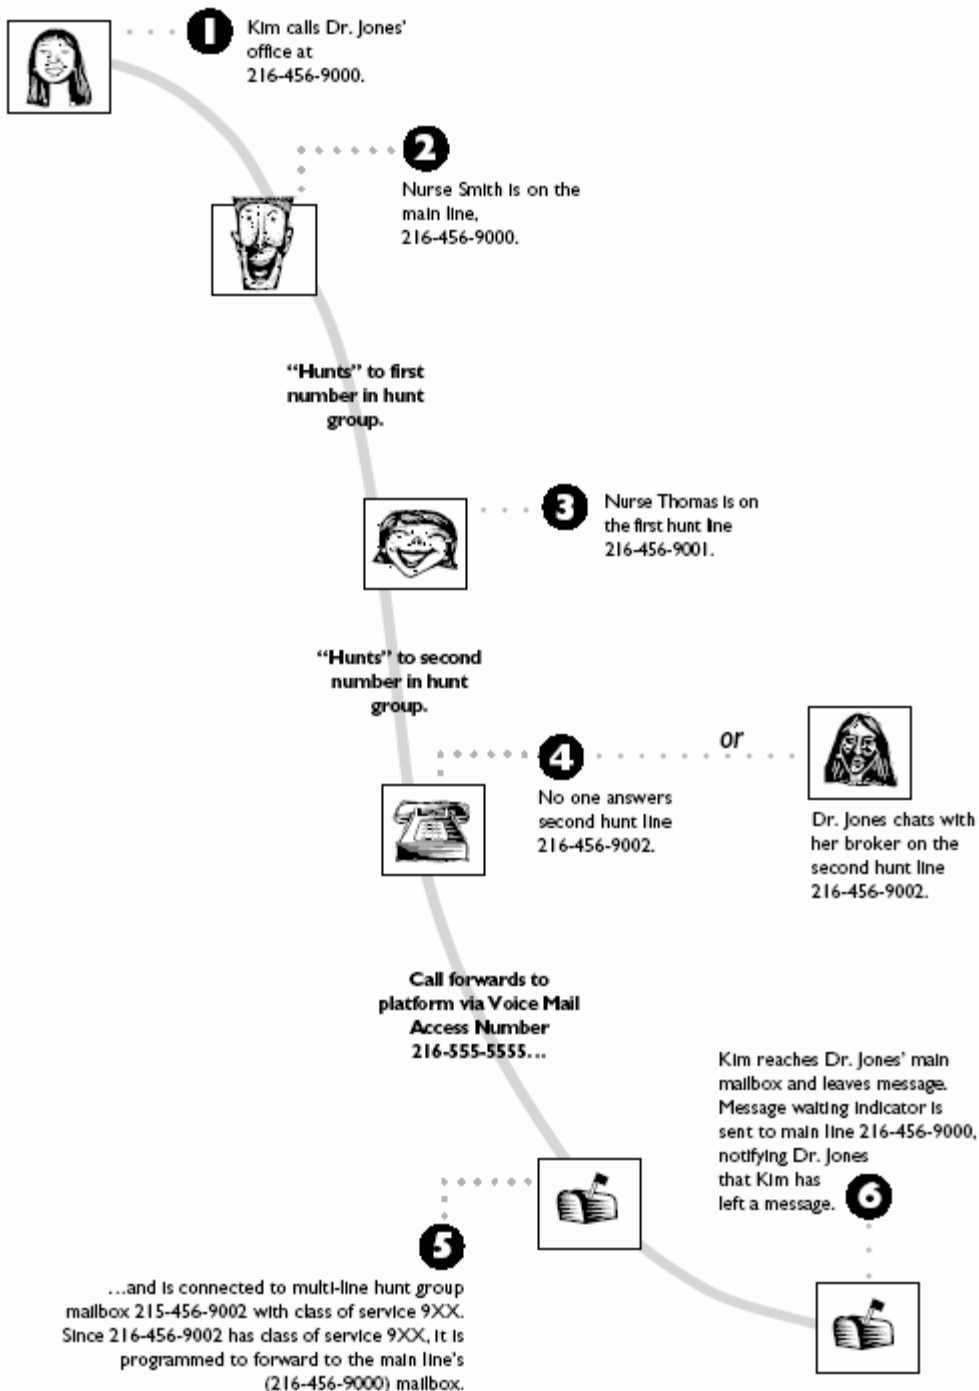 1
Kim calls Dr. Jones'
office at
216-456-9000.
2
Nurse Smith is on the
main line,
216-456-9000.
“Hunts” to first
number in hunt
group.
3
Nurse Thomas is on
the first hunt line
216-456-9001.
“Hunts” to second
number in hunt
group.
4
No one answers
second hunt line
216-456-9002.
or
Dr. Jones chats with
her broker on the
second hunt line
216-456-9002.
Call forwards to
platform via Voice Mail
Access Number
216-555-5555...
5
...and is connected to multi-line hunt group
mailbox 215-456-9002 with class of service 9XX.
Since 216-456-9002 has class of service 9XX, it is
programmed to forward to the main line's
(216-456-9000) mailbox.
Kim reaches Dr. Jones' main
mailbox and leaves message.
Message waiting indicator is
sent to main line 216-456-9000,
notifying Dr. Jones
that Kim has
left a message.
6